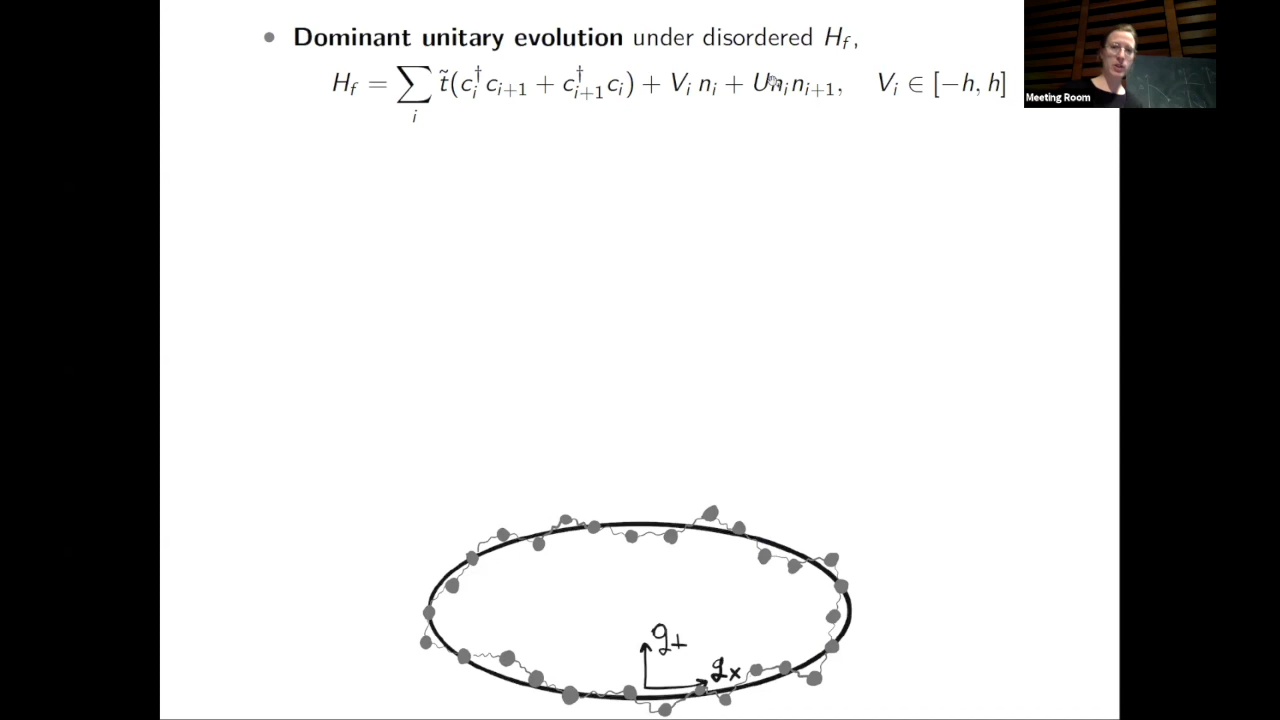 • Dominant unitary evolution under disordered H_f,
H_f = ∑_i t̃(c_i^† c_{i+1} + c_{i+1}^† c_i) + V_i n_i + U n_i n_{i+1},   V_i ∈ [−h, h]
Meeting Room